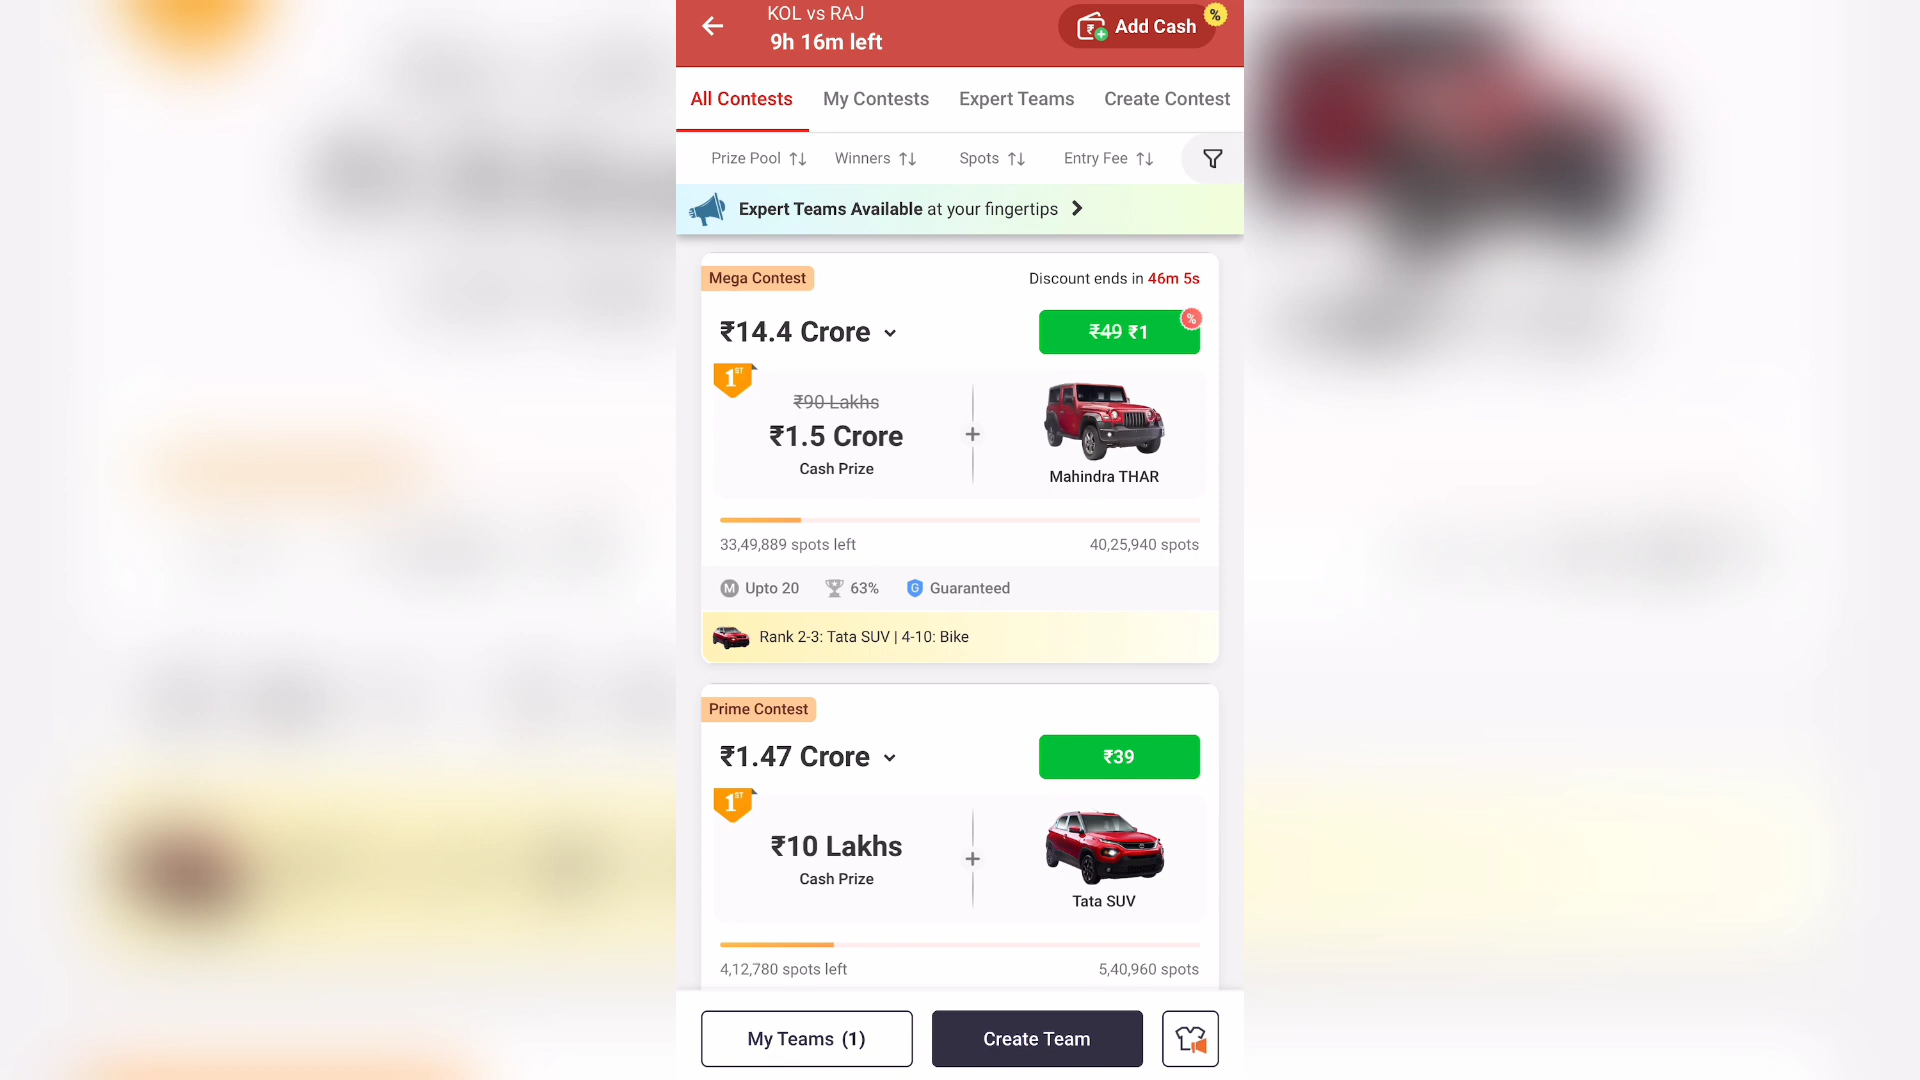 KOL vs RAJ
9h 16m left
Add Cash
%
All Contests My Contests Expert Teams Create Contest
Prize Pool Winners Spots Entry Fee
Expert Teams Available at your fingertips
Mega Contest
Discount ends in 46m 5s
₹14.4 Crore
₹49 ₹1
%
1ST
₹90 Lakhs
₹1.5 Crore
Cash Prize
+
Mahindra THAR
33,49,889 spots left
40,25,940 spots
M Upto 20 63% G Guaranteed
Rank 2-3: Tata SUV | 4-10: Bike
Prime Contest
₹1.47 Crore
₹39
1ST
₹10 Lakhs
Cash Prize
+
Tata SUV
4,12,780 spots left
5,40,960 spots
My Teams (1)
Create Team